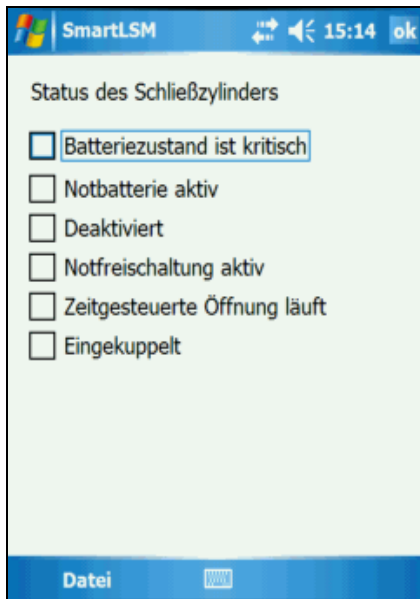 SmartLSM 15:14 ok
Status des Schließzylinders
Batteriezustand ist kritisch
Notbatterie aktiv
Deaktiviert
Notfreischaltung aktiv
Zeitgesteuerte Öffnung läuft
Eingekuppelt
Datei